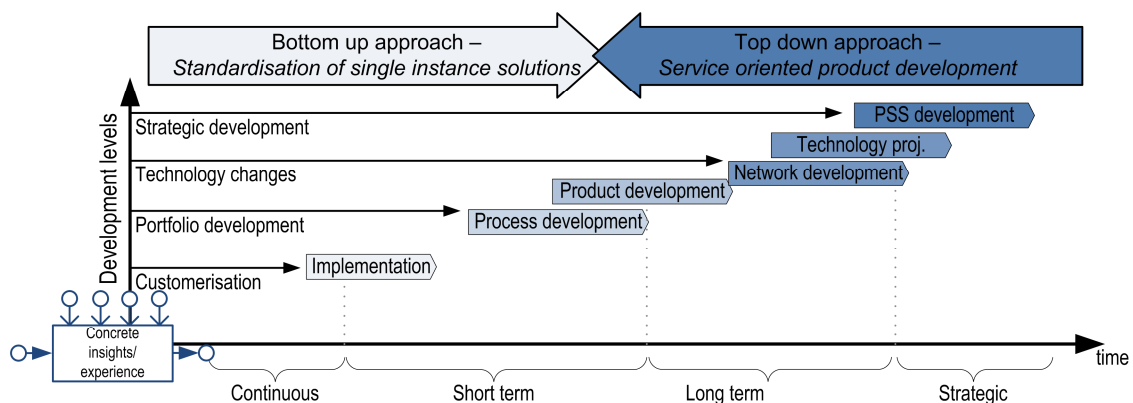 Bottom up approach –
Standardisation of single instance solutions
Top down approach –
Service oriented product development
Development levels
PSS development
Strategic development
Technology proj.
Technology changes
Network development
Product development
Portfolio development
Process development
Customerisation
Implementation
Concrete
insights/
experience
time
Continuous
Short term
Long term
Strategic